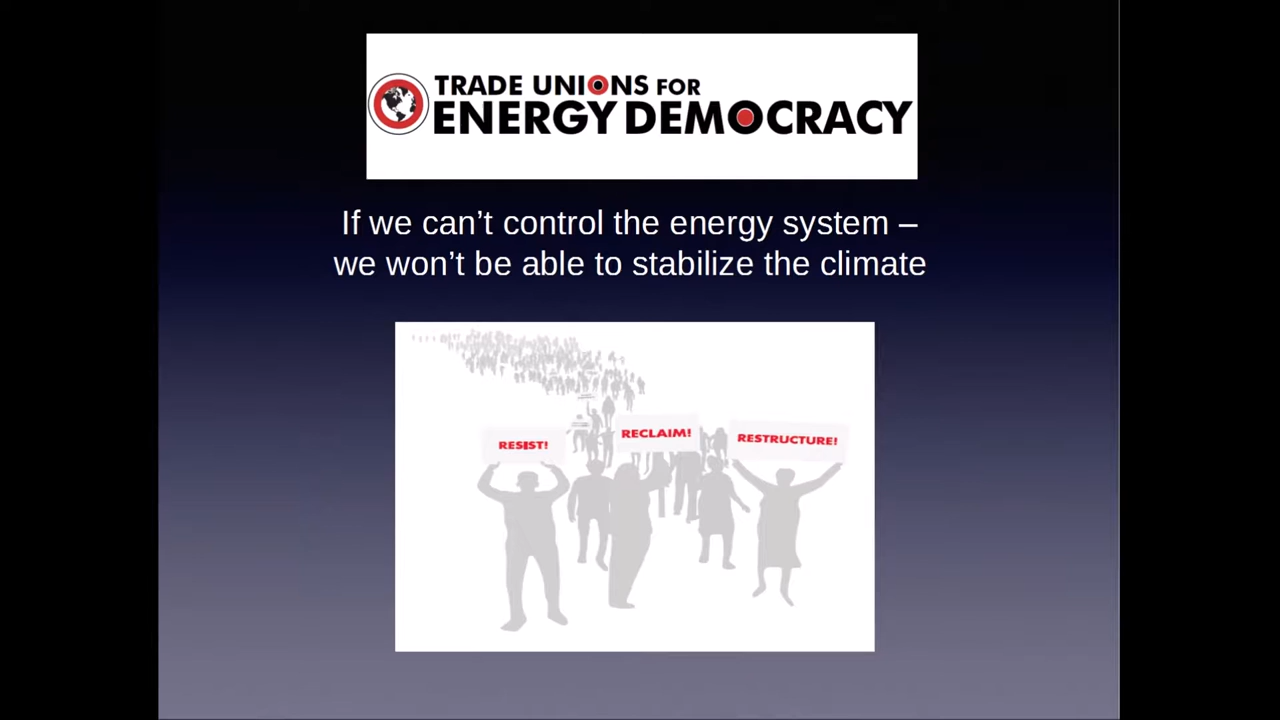 TRADE UNIONS FOR
ENERGY DEMOCRACY
If we can’t control the energy system –
we won’t be able to stabilize the climate
RESIST!
RECLAIM!
RESTRUCTURE!